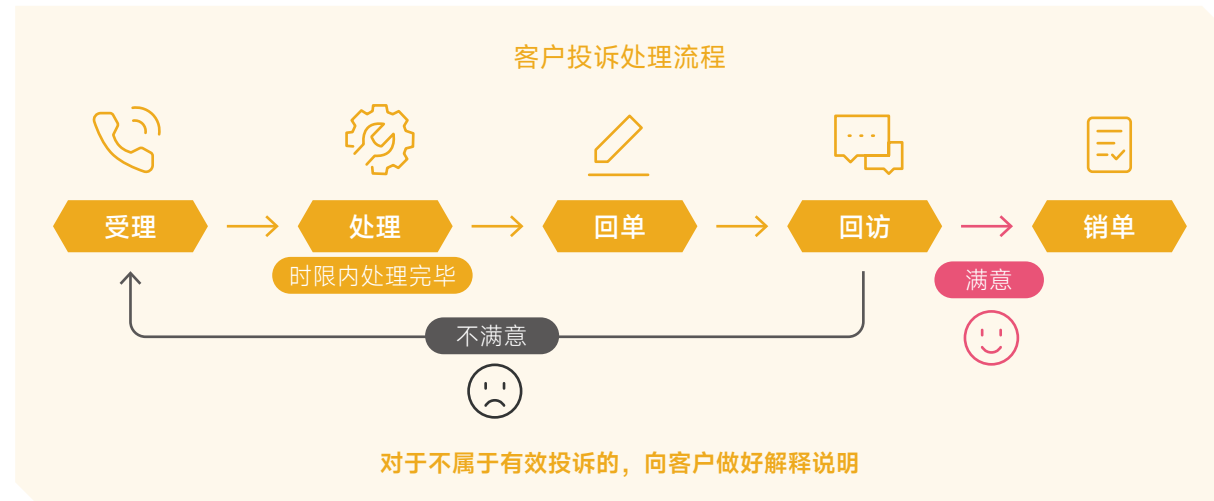 客户投诉处理流程
受理
处理
回单
回访
销单
时限内处理完毕
满意
不满意
对于不属于有效投诉的，向客户做好解释说明